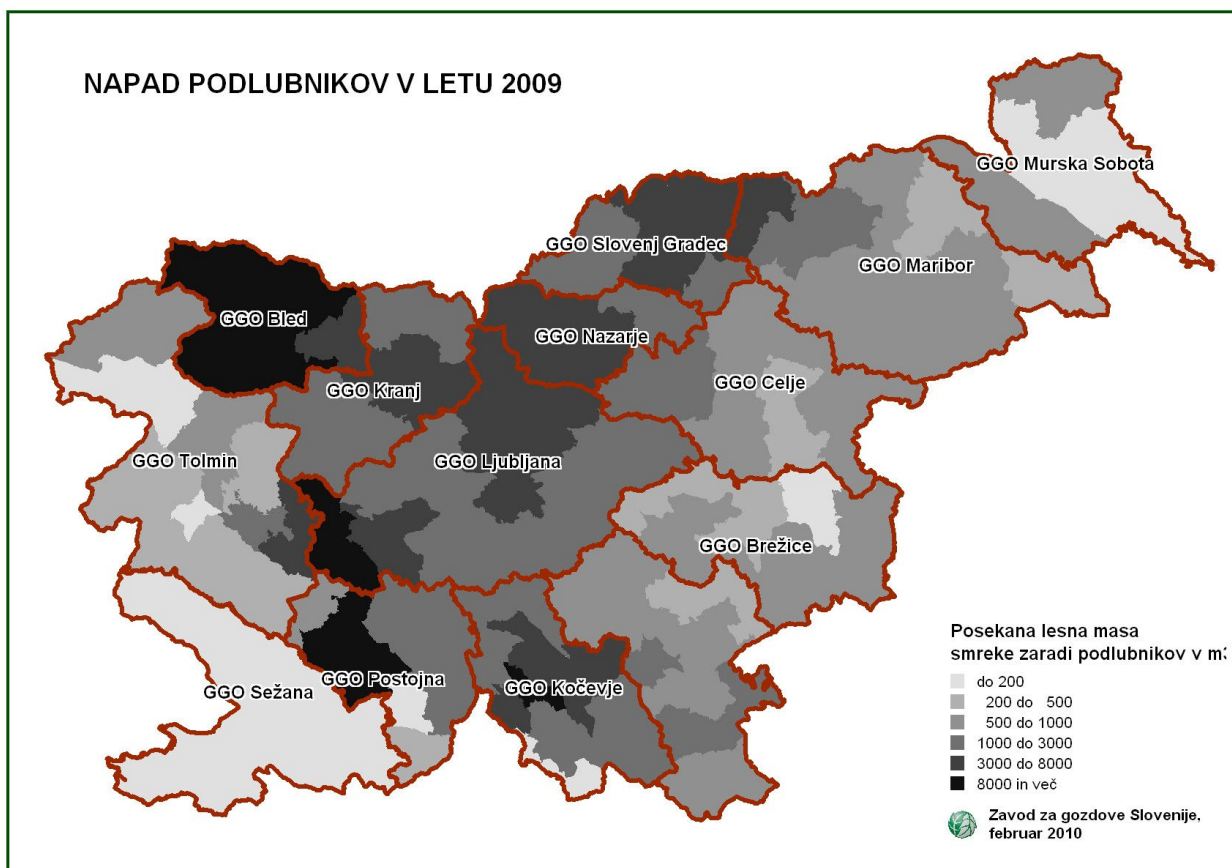 NAPAD PODLUBNIKOV V LETU 2009
GGO Murska Sobota
GGO Slovenj Gradec
GGO Maribor
GGO Bled
GGO Nazarje
GGO Kranj
GGO Celje
GGO Tolmin
GGO Ljubljana
GGO Brežice
GGO Sežana
GGO Postojna
GGO Kočevje
Posekana lesna masa
smreke zaradi podlubnikov v m3
do 200
200 do 500
500 do 1000
1000 do 3000
3000 do 8000
8000 in več
Zavod za gozdove Slovenije,
februar 2010